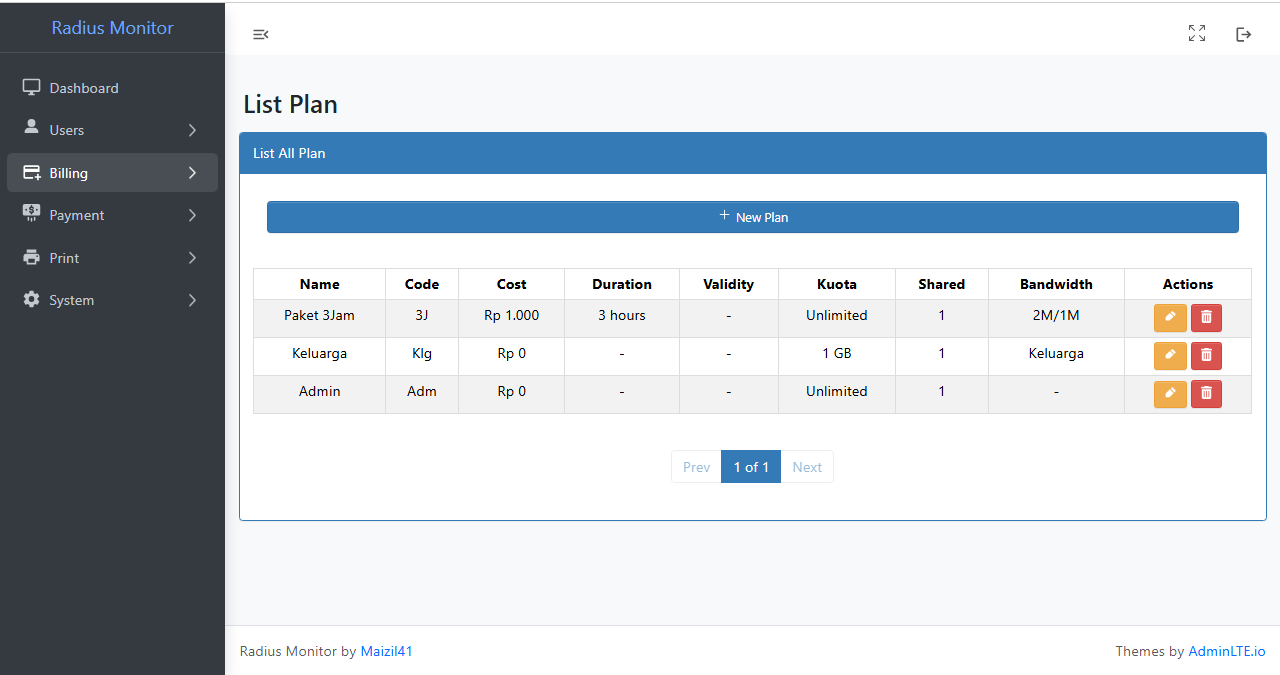 Radius Monitor
Dashboard
Users
Billing
Payment
Print
System
List Plan
List All Plan
New Plan
Name Code Cost Duration Validity Kuota Shared Bandwidth Actions
Paket 3Jam 3J Rp 1.000 3 hours - Unlimited 1 2M/1M
Keluarga Klg Rp 0 - - 1 GB 1 Keluarga
Admin Adm Rp 0 - - Unlimited 1 -
Prev 1 of 1 Next
Radius Monitor by Maizil41 Themes by AdminLTE.io